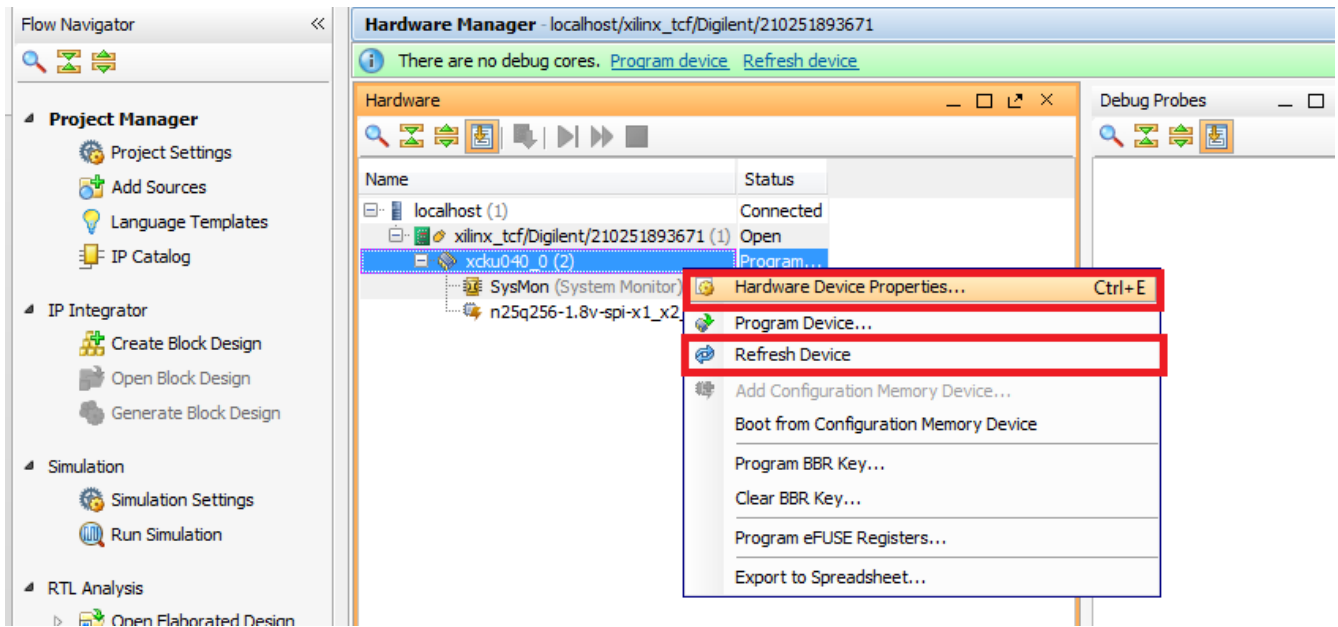 Flow Navigator
Hardware Manager - localhost/xilinx_tcf/Digilent/210251893671
There are no debug cores. Program device Refresh device
Project Manager
Project Settings
Add Sources
Language Templates
IP Catalog
IP Integrator
Create Block Design
Open Block Design
Generate Block Design
Simulation
Simulation Settings
Run Simulation
RTL Analysis
Open Elaborated Design
Hardware
Name Status
localhost (1) Connected
xilinx_tcf/Digilent/210251893671 (1) Open
xcku040_0 (2) Program...
SysMon (System Monitor)
n25q256-1.8v-spi-x1_x2_
Hardware Device Properties... Ctrl+E
Program Device...
Refresh Device
Add Configuration Memory Device...
Boot from Configuration Memory Device
Program BBR Key...
Clear BBR Key...
Program eFUSE Registers...
Export to Spreadsheet...
Debug Probes